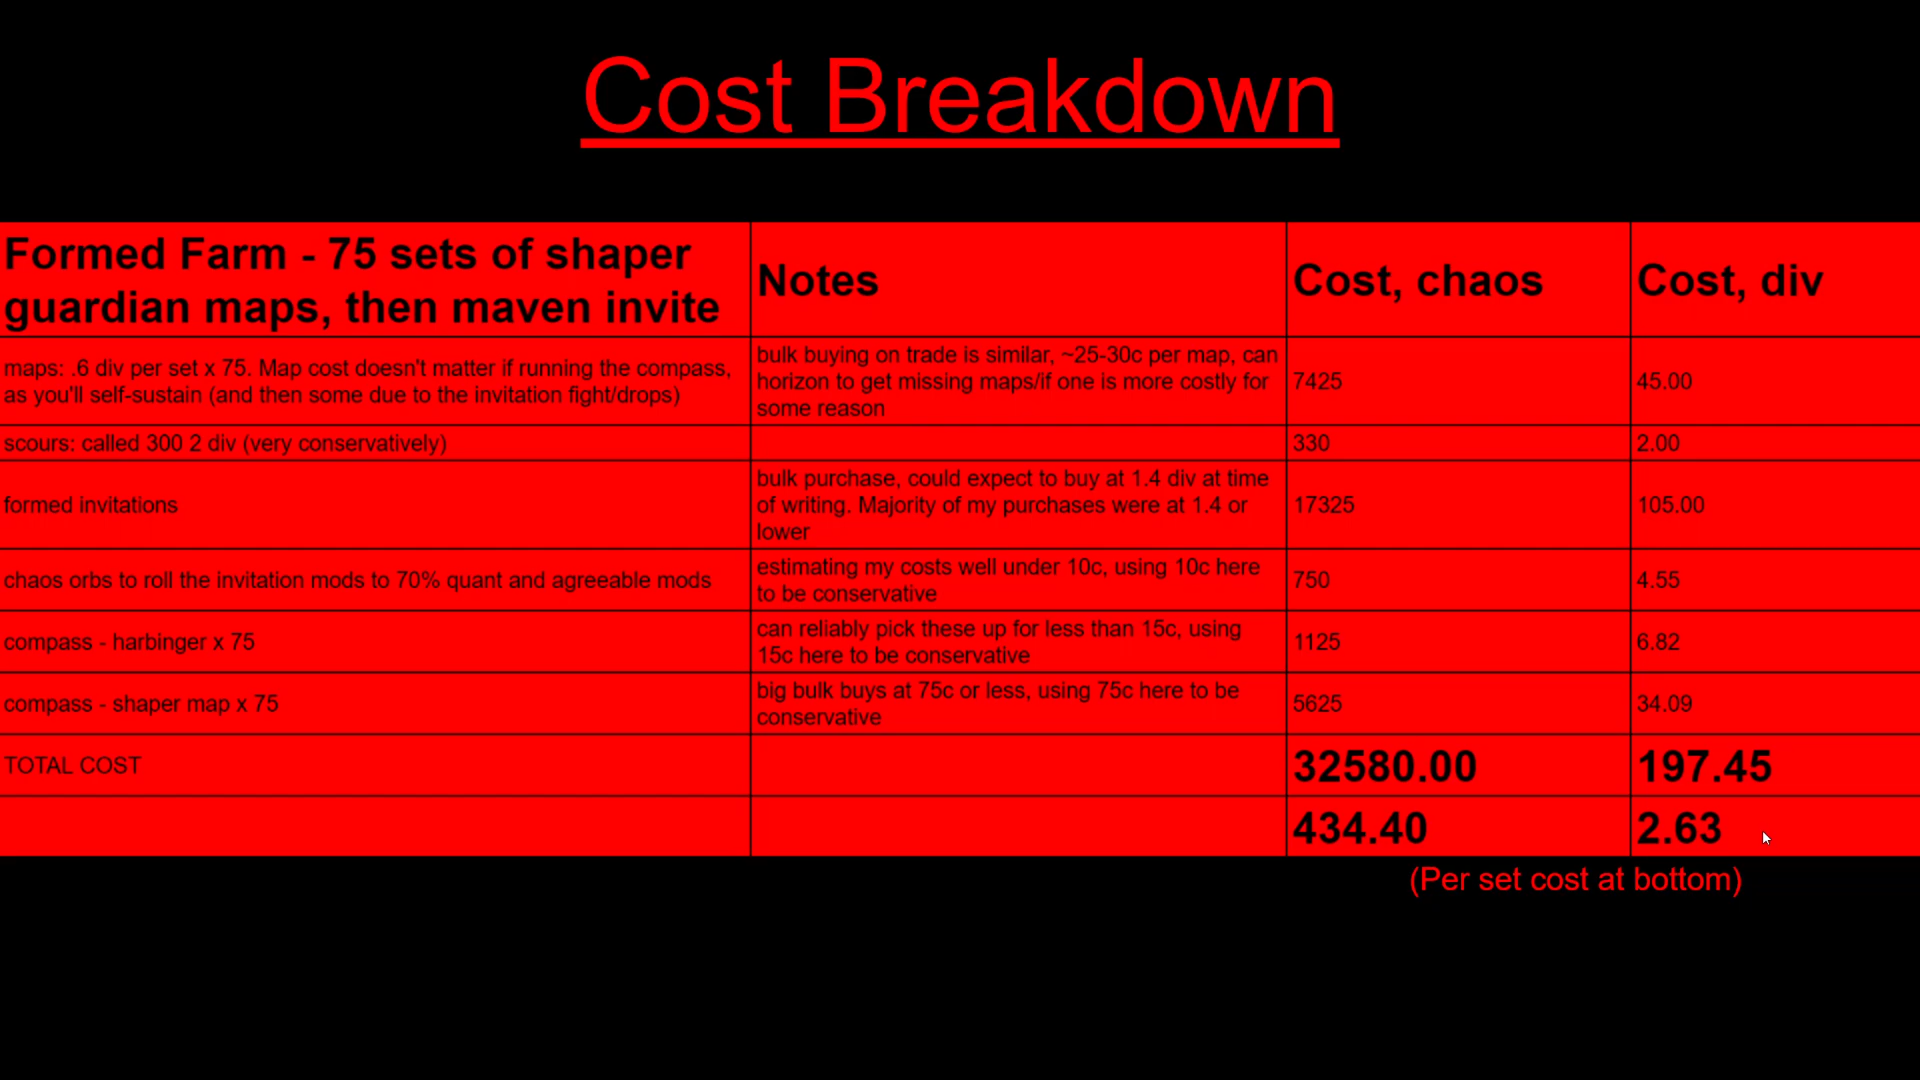 Cost Breakdown
Formed Farm - 75 sets of shaper
guardian maps, then maven invite
Notes
Cost, chaos
Cost, div
maps: .6 div per set x 75. Map cost doesn't matter if running the compass,
as you'll self-sustain (and then some due to the invitation fight/drops)
bulk buying on trade is similar, ~25-30c per map, can
horizon to get missing maps/if one is more costly for
some reason
7425
45.00
scours: called 300 2 div (very conservatively)
330
2.00
formed invitations
bulk purchase, could expect to buy at 1.4 div at time
of writing. Majority of my purchases were at 1.4 or
lower
17325
105.00
chaos orbs to roll the invitation mods to 70% quant and agreeable mods
estimating my costs well under 10c, using 10c here
to be conservative
750
4.55
compass - harbinger x 75
can reliably pick these up for less than 15c, using
15c here to be conservative
1125
6.82
compass - shaper map x 75
big bulk buys at 75c or less, using 75c here to be
conservative
5625
34.09
TOTAL COST
32580.00
197.45
434.40
2.63
(Per set cost at bottom)